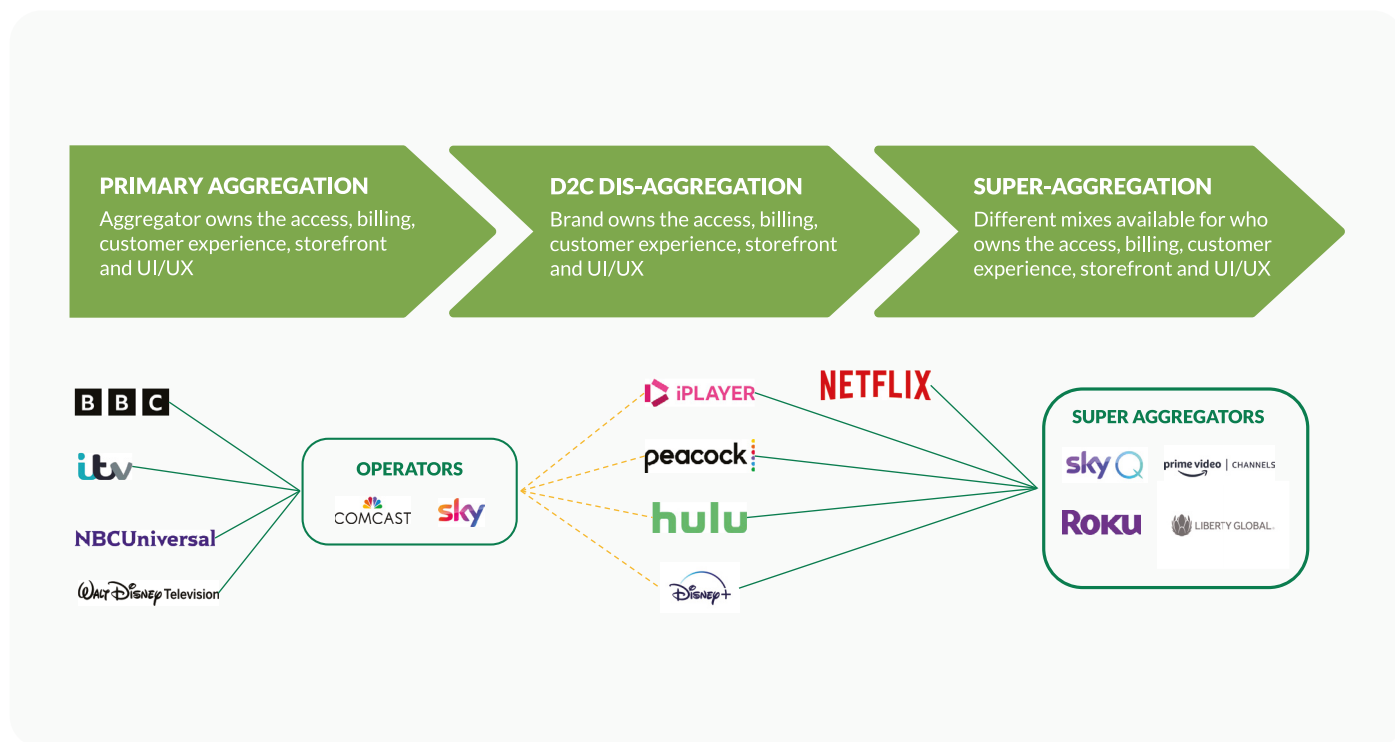 PRIMARY AGGREGATION
Aggregator owns the access, billing,
customer experience, storefront
and UI/UX
D2C DIS-AGGREGATION
Brand owns the access, billing,
customer experience, storefront
and UI/UX
SUPER-AGGREGATION
Different mixes available for who
owns the access, billing, customer
experience, storefront and UI/UX
BBC
itv
NBCUniversal
WALT DISNEY Television
OPERATORS
COMCAST
sky
iPLAYER
peacock
hulu
Disney+
NETFLIX
SUPER AGGREGATORS
sky Q
prime video | CHANNELS
ROKU
LIBERTY GLOBAL